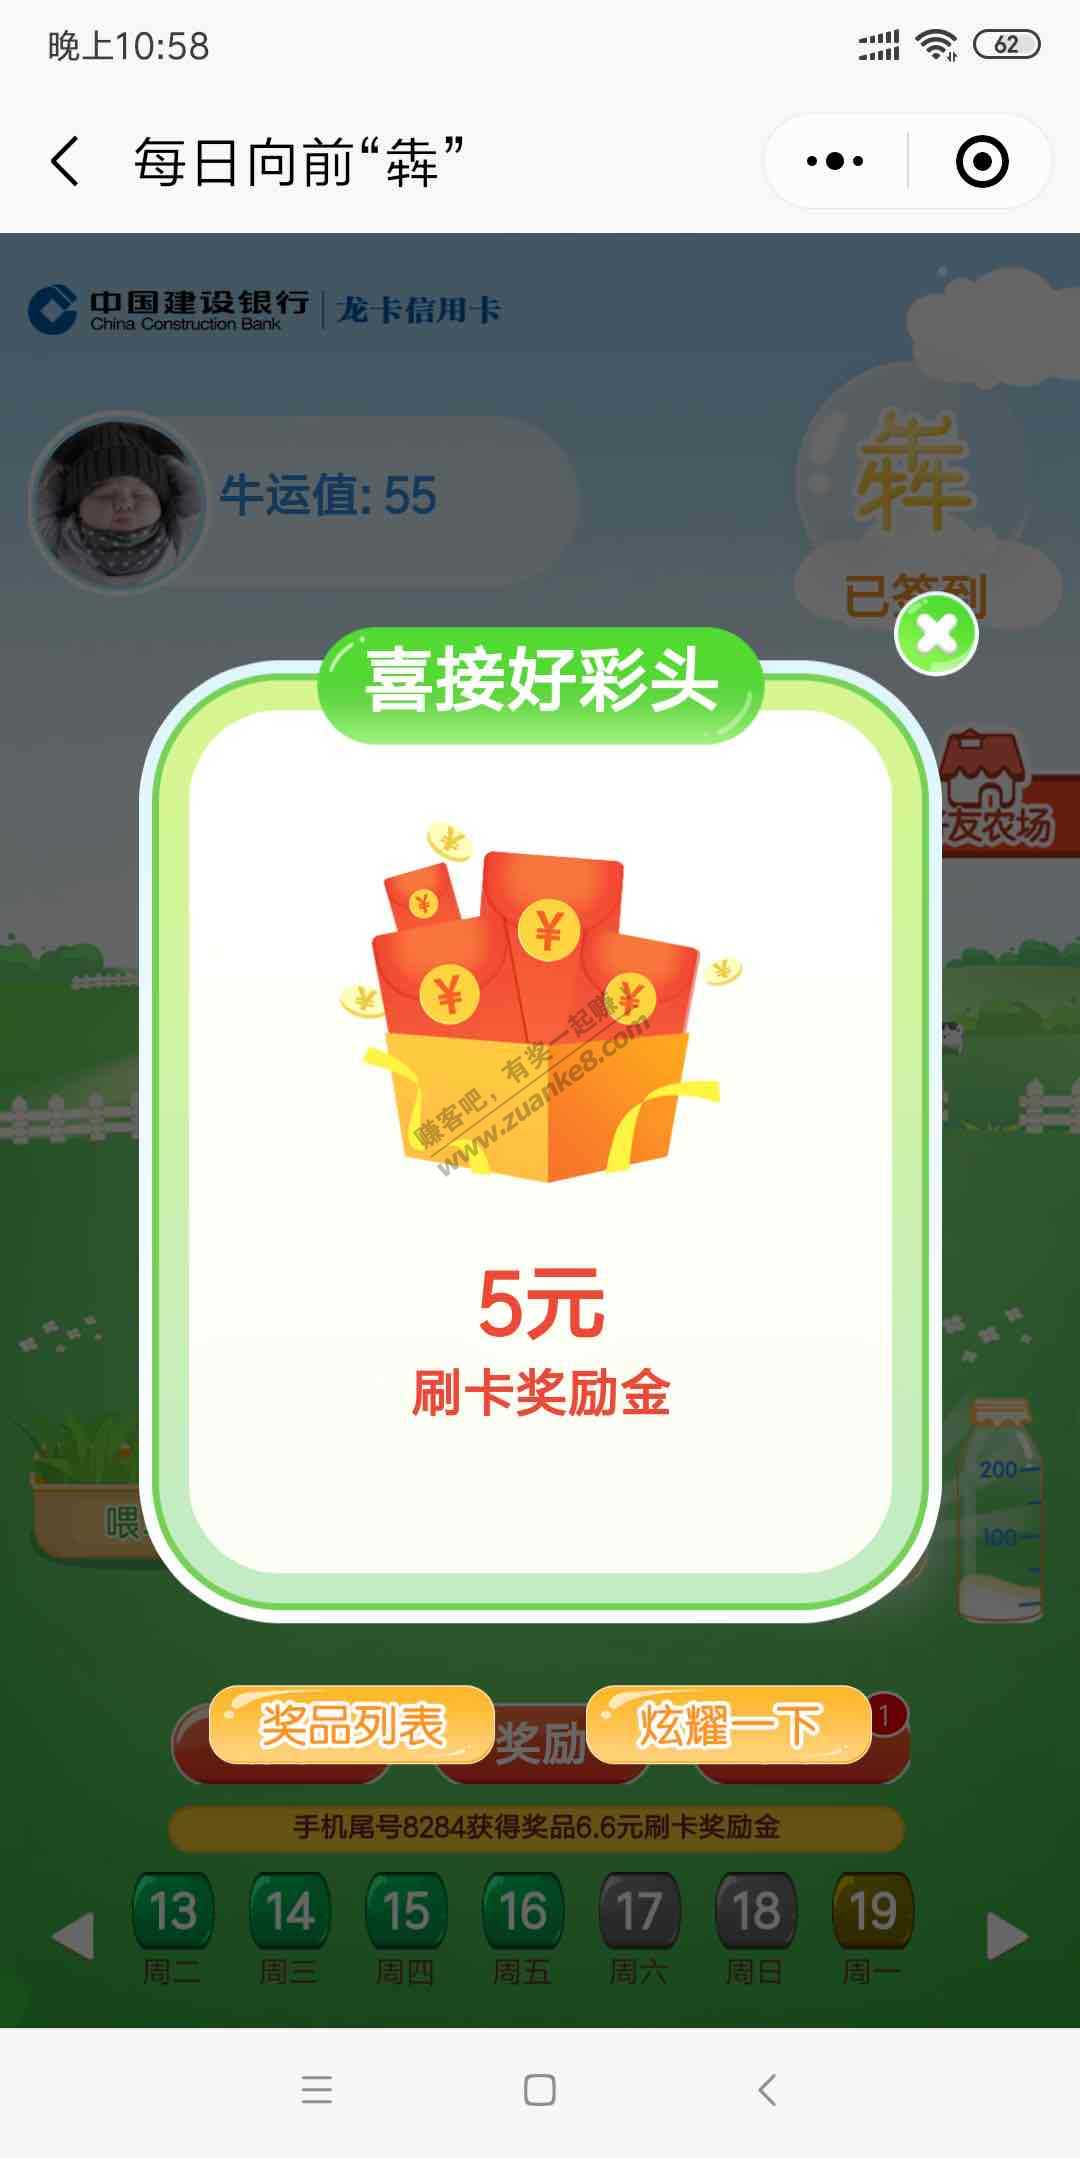 晚上10:58
62
每日向前“犇”
中国建设银行 龙卡信用卡
China Construction Bank
牛运值: 55
犇
已签到
喜接好彩头
友农场
¥
¥
¥
¥
赚客吧，有奖一起赚
www.zuanke8.com
5元
刷卡奖励金
200
100
喂
奖品列表
奖励
炫耀一下
1
手机尾号8284获得奖品6.6元刷卡奖励金
13 14 15 16 17 18 19
周二 周三 周四 周五 周六 周日 周一